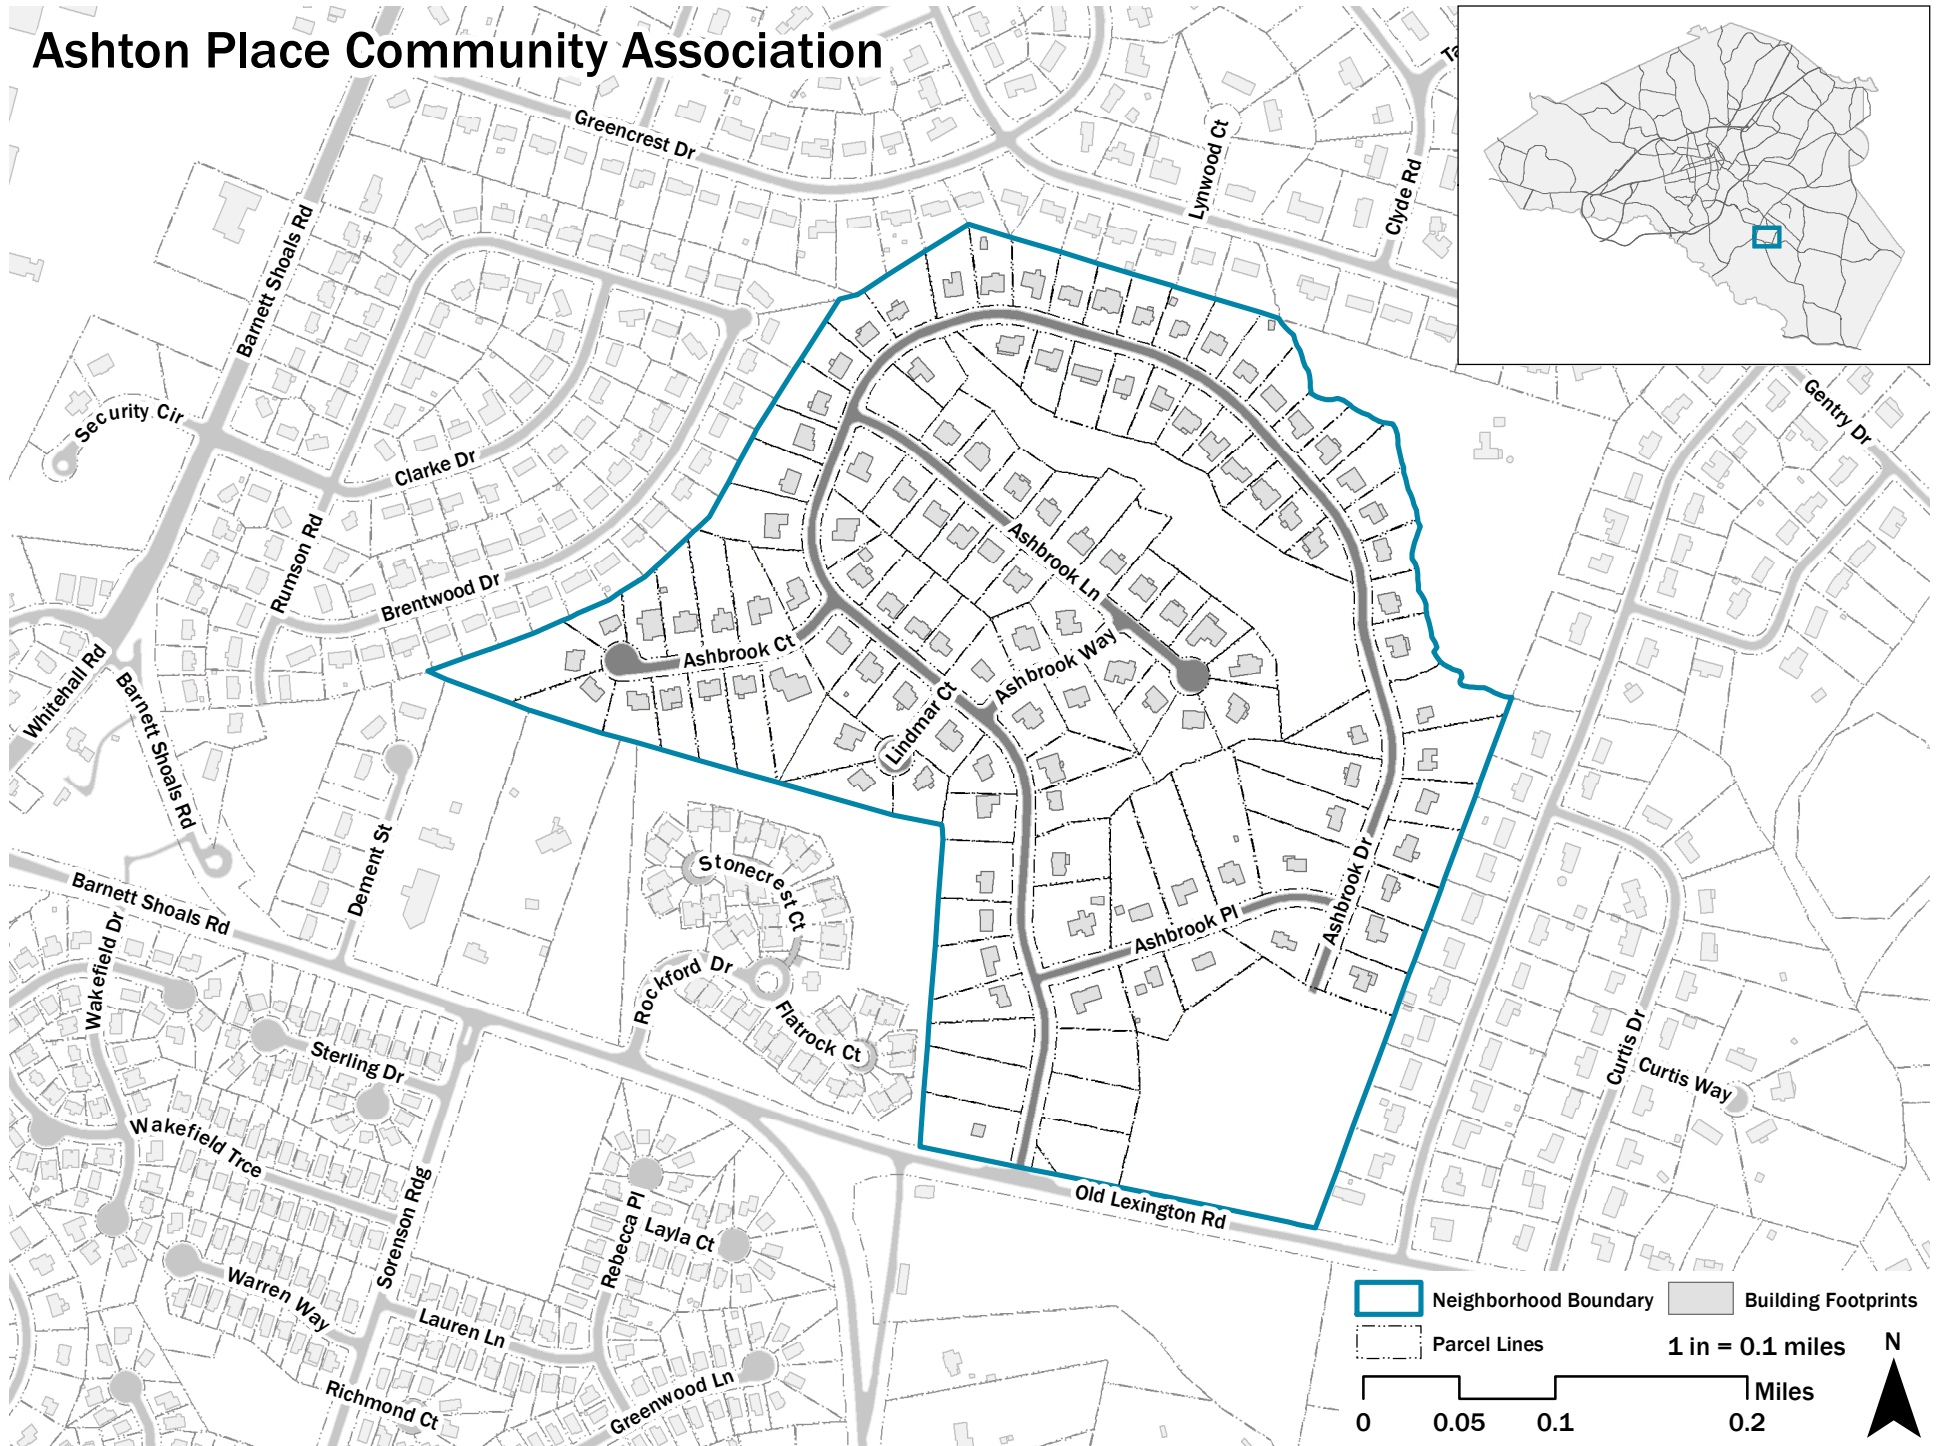 Ashton Place Community Association
Greencrest Dr
Lynwood Ct
Clyde Rd
Barnett Shoals Rd
Security Cir
Clarke Dr
Rumson Rd
Brentwood Dr
Gentry Dr
Whitehall Rd
Barnett Shoals Rd
Ashbrook Ln
Ashbrook Ct
Ashbrook Way
Lindmar Ct
Dement St
Stonecrest Ct
Barnett Shoals Rd
Wakefield Dr
Ashbrook Dr
Ashbrook Pl
Rockford Dr
Flatrock Ct
Sterling Dr
Curtis Dr
Curtis Way
Wakefield Trce
Sorenson Rdg
Rebecca Pl
Layla Ct
Old Lexington Rd
Warren Way
Lauren Ln
Richmond Ct
Greenwood Ln
Neighborhood Boundary
Building Footprints
Parcel Lines
1 in = 0.1 miles
N
Miles
0 0.05 0.1 0.2